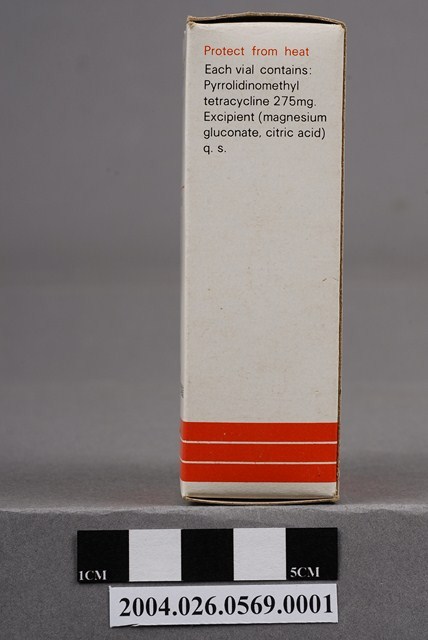 Protect from heat
Each vial contains:
Pyrrolidinomethyl
tetracycline 275mg.
Excipient (magnesium
gluconate, citric acid)
q. s.
1CM
5CM
2004.026.0569.0001